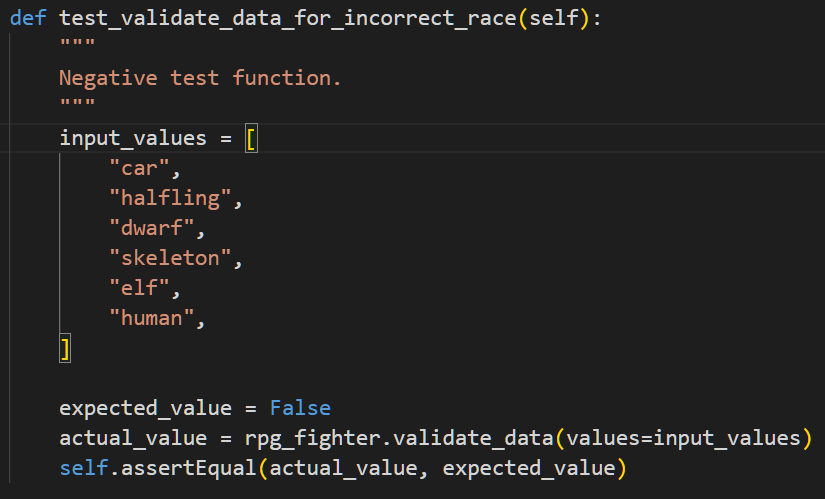 def test_validate_data_for_incorrect_race(self):
    """
    Negative test function.
    """
    input_values = [
        "car",
        "halfling",
        "dwarf",
        "skeleton",
        "elf",
        "human",
    ]

    expected_value = False
    actual_value = rpg_fighter.validate_data(values=input_values)
    self.assertEqual(actual_value, expected_value)